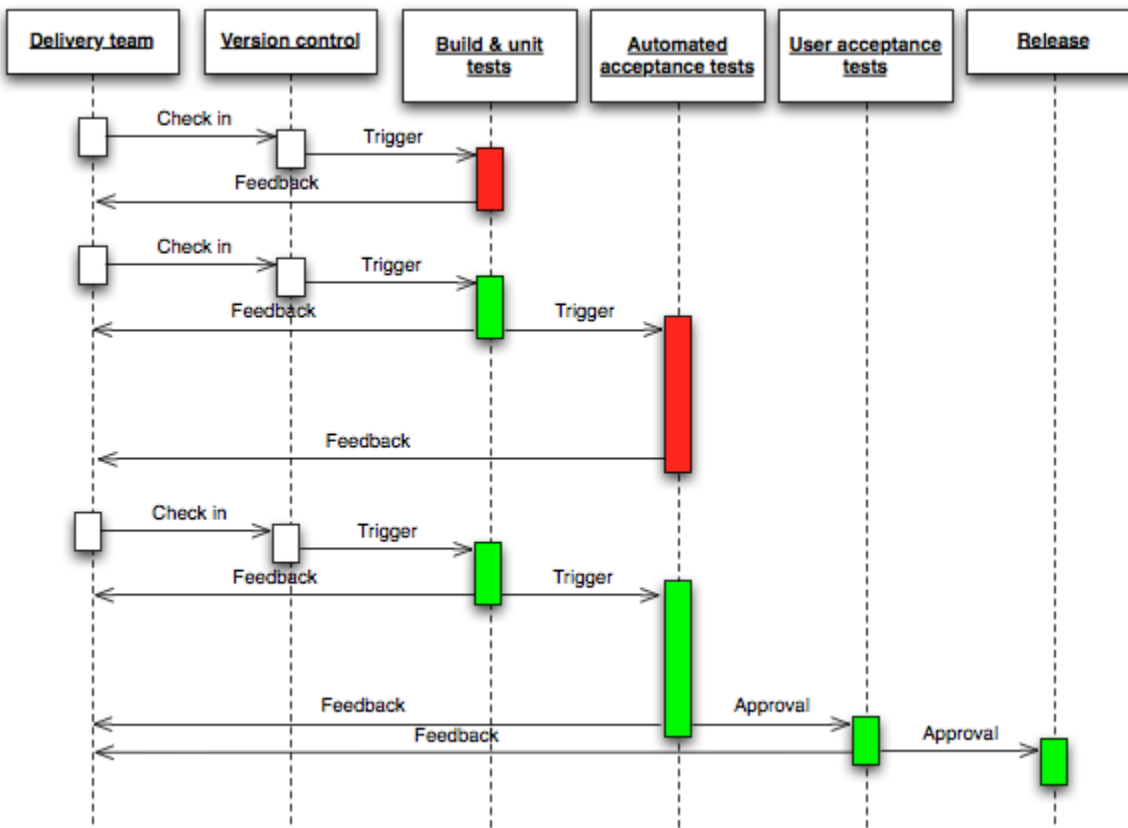 Delivery team
Version control
Build & unit
tests
Automated
acceptance tests
User acceptance
tests
Release
Check in
Trigger
Feedback
Check in
Trigger
Feedback
Trigger
Feedback
Check in
Trigger
Feedback
Trigger
Feedback
Approval
Feedback
Approval